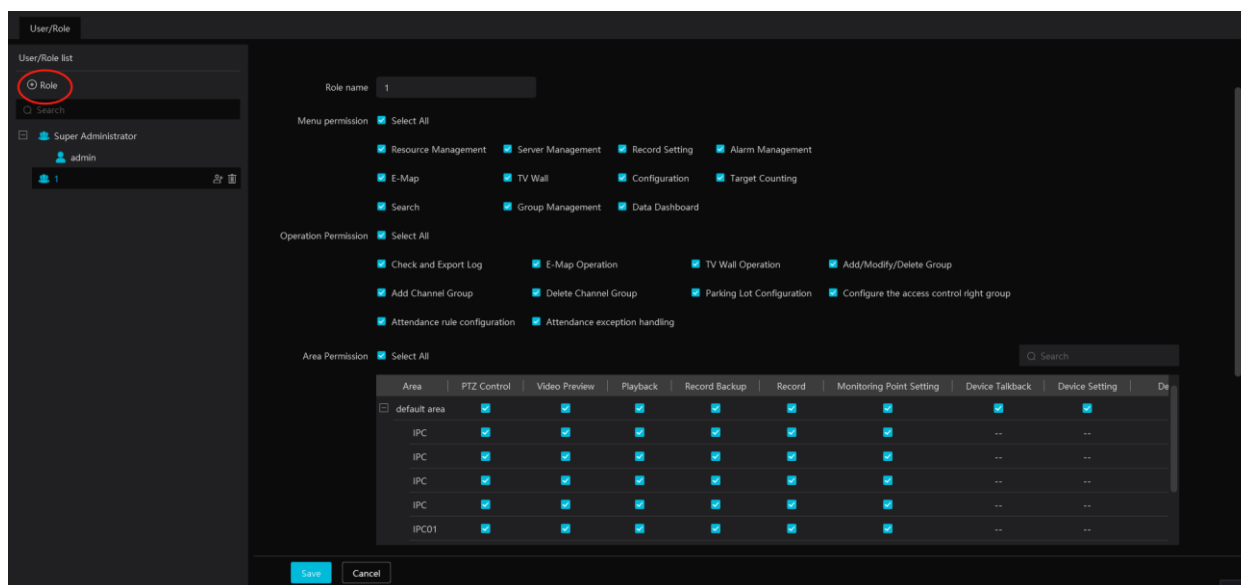 User/Role
User/Role list
Role
Search
Super Administrator
admin
1
Role name 1
Menu permission Select All
Resource Management Server Management Record Setting Alarm Management
E-Map TV Wall Configuration Target Counting
Search Group Management Data Dashboard
Operation Permission Select All
Check and Export Log E-Map Operation TV Wall Operation Add/Modify/Delete Group
Add Channel Group Delete Channel Group Parking Lot Configuration Configure the access control right group
Attendance rule configuration Attendance exception handling
Area Permission Select All Search
Area PTZ Control Video Preview Playback Record Backup Record Monitoring Point Setting Device Talkback Device Setting De
default area
IPC -- --
IPC -- --
IPC -- --
IPC -- --
IPC01 -- --
Save Cancel